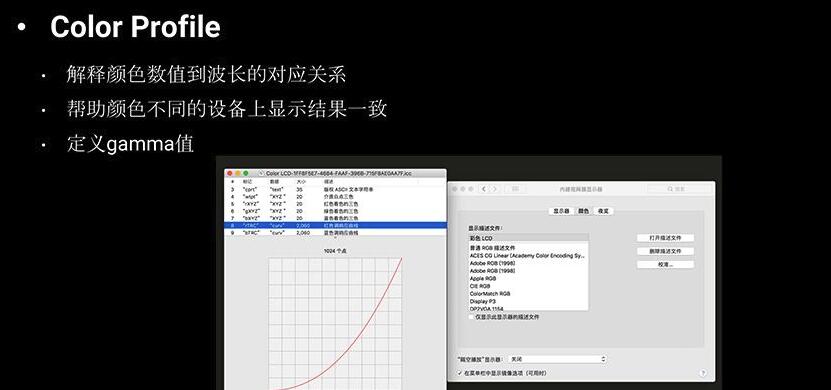 Color Profile
解释颜色数值到波长的对应关系
帮助颜色不同的设备上显示结果一致
定义gamma值
Color LCD-1FF8F5E7-4684-FAAF-396B-715F8AE0AA7F.icc
# 标记 数据 大小 描述
3 "cprt" "text" 35 版权 ASCII 文本字符串
4 "wtpt" "XYZ " 20 介质白点三色
5 "rXYZ" "XYZ " 20 红色着色的三色
6 "gXYZ" "XYZ " 20 绿色着色的三色
7 "bXYZ" "XYZ " 20 蓝色着色的三色
8 "rTRC" "curv" 2,060 红色调响应曲线
9 "bTRC" "curv" 2,060 蓝色调响应曲线
1024 个点
内建视网膜显示器
搜索
显示器 颜色 夜览
显示描述文件:
彩色 LCD
普通 RGB 描述文件
ACES CG Linear (Academy Color Encoding Sy...
Adobe RGB (1998)
Adobe RGB (1998)
Apple RGB
CIE RGB
ColorMatch RGB
Display P3
仅显示此显示器的描述文件
打开描述文件
删除描述文件
校准...
"隔空播放"显示器: 关闭
在菜单栏中显示镜像选项（可用时）
?